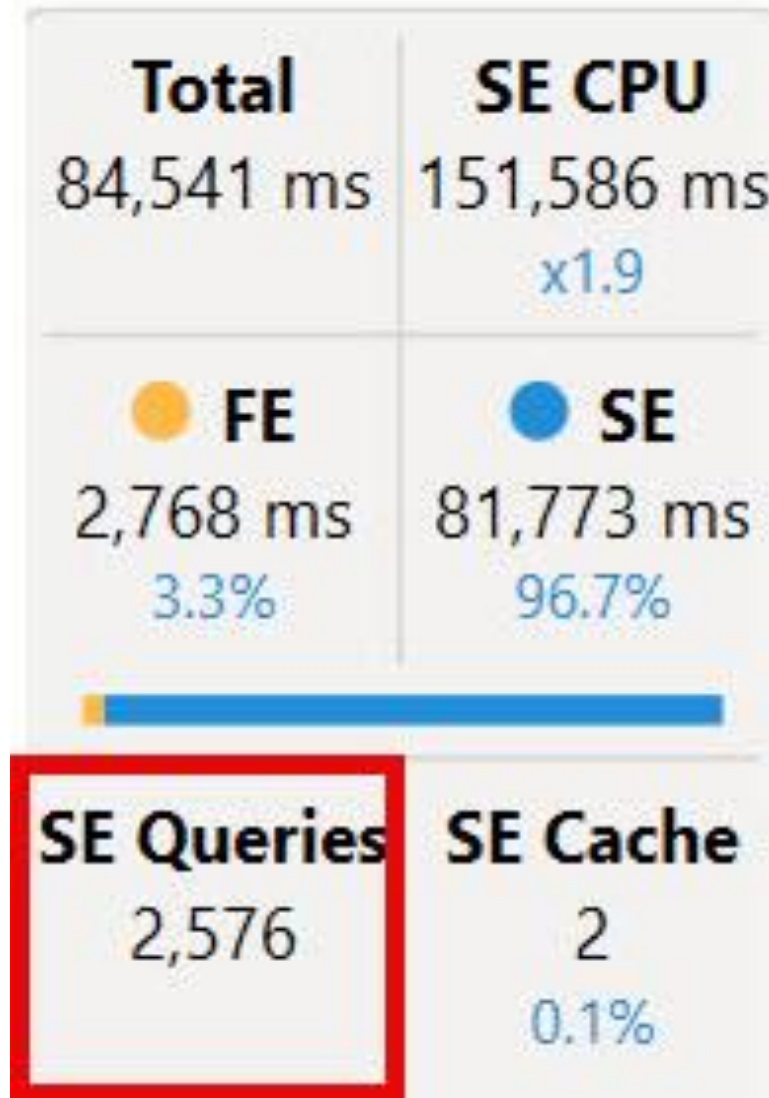 Total
84,541 ms
SE CPU
151,586 ms
x1.9
FE
2,768 ms
3.3%
SE
81,773 ms
96.7%
SE Queries
2,576
SE Cache
2
0.1%